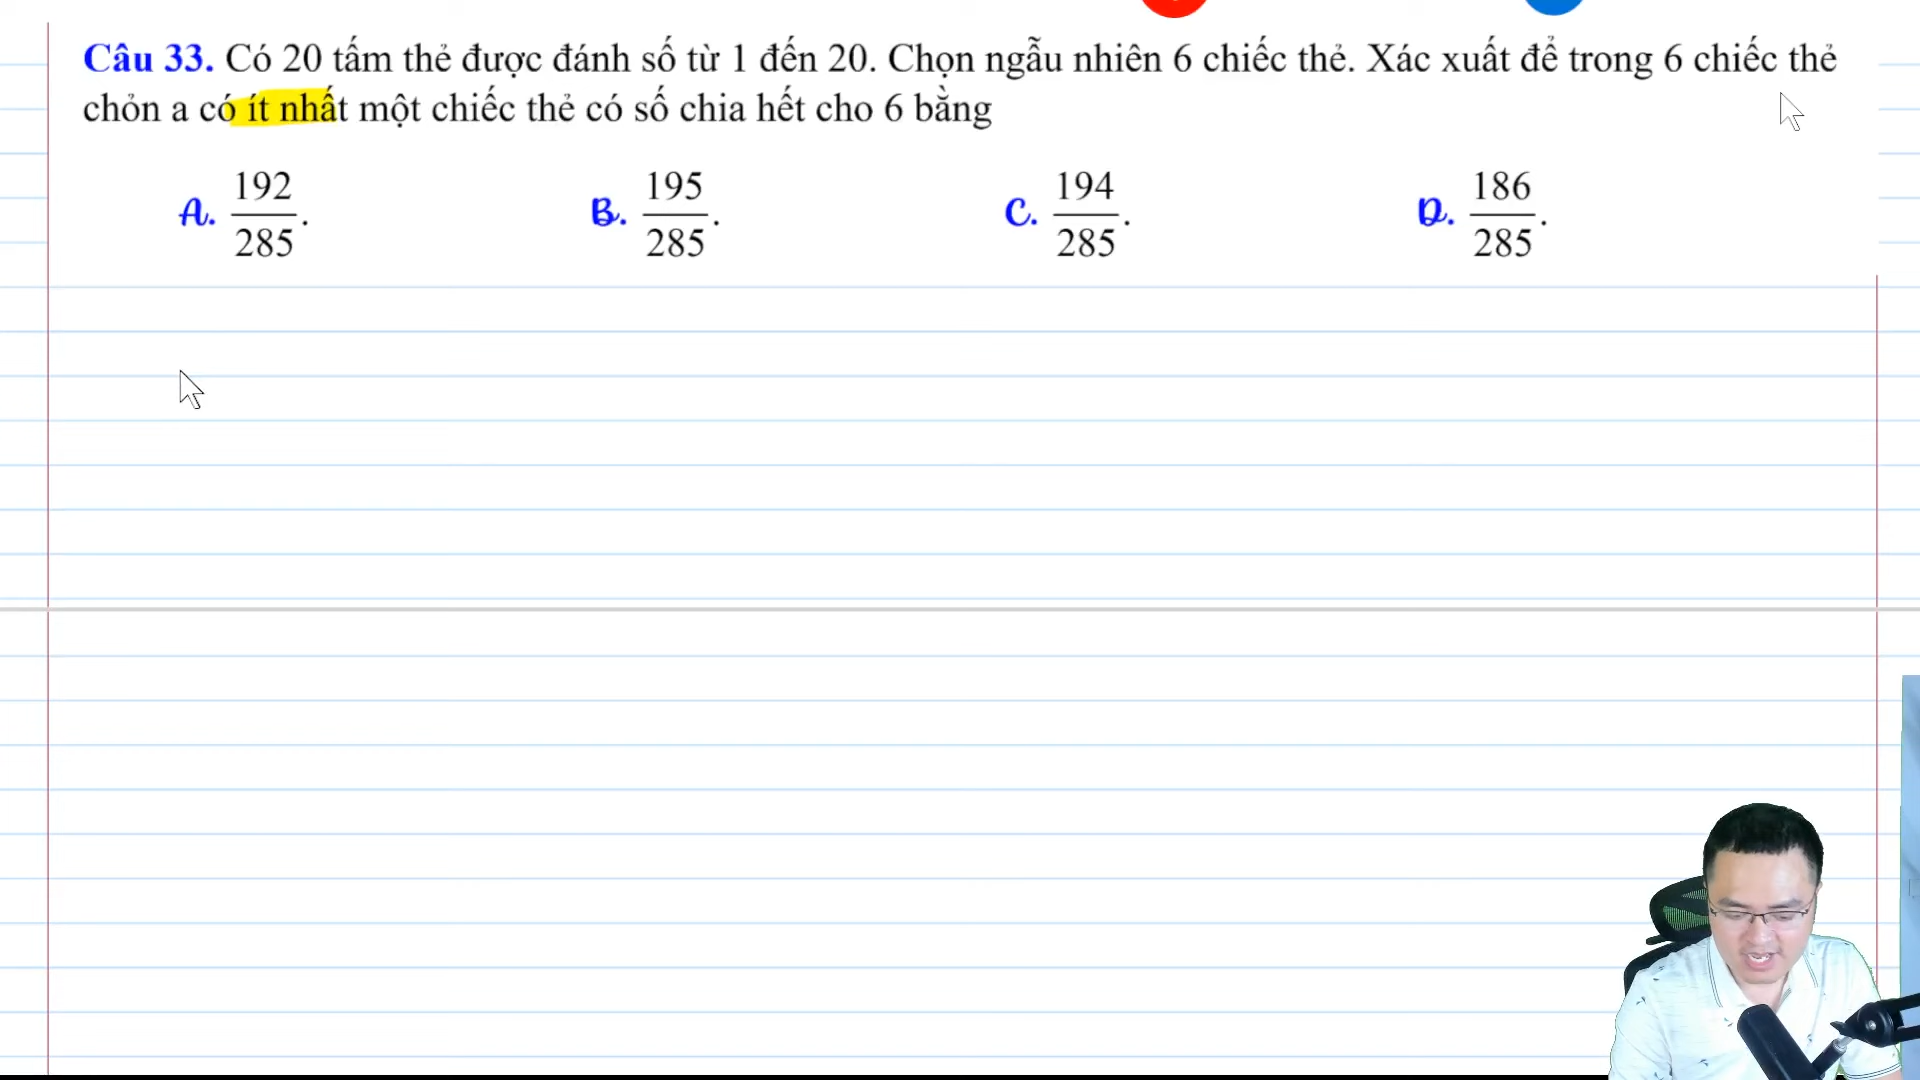 Câu 33. Có 20 tấm thẻ được đánh số từ 1 đến 20. Chọn ngẫu nhiên 6 chiếc thẻ. Xác xuất để trong 6 chiếc thẻ
chỏn a có ít nhất một chiếc thẻ có số chia hết cho 6 bằng
A. 192/285. B. 195/285. C. 194/285. D. 186/285.